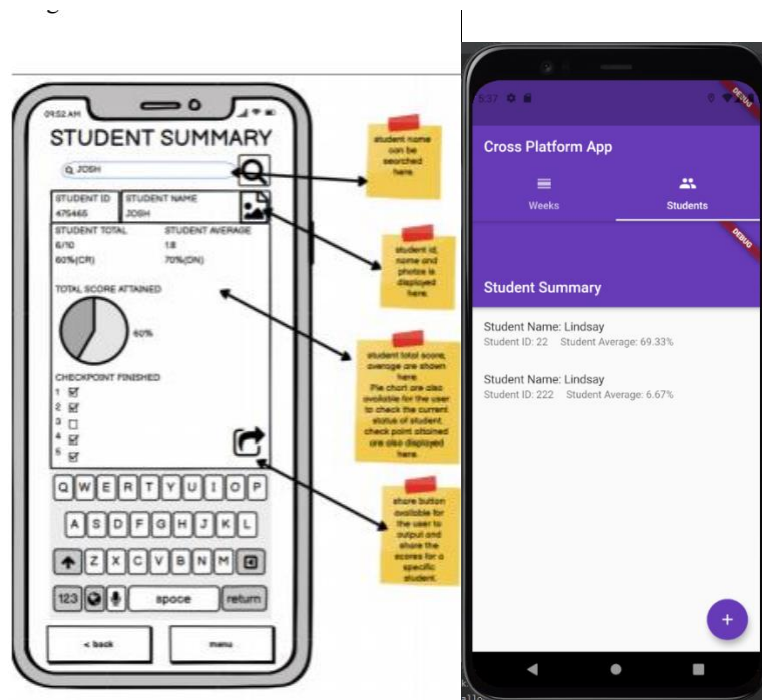 09:52 AM
STUDENT SUMMARY
JOSH
STUDENT ID
475465
STUDENT NAME
JOSH
STUDENT TOTAL
6/10
60%(CR)
STUDENT AVERAGE
1:8
70%(DN)
TOTAL SCORE ATTAINED
60%
CHECKPOINT FINISHED
1
2
3
4
5
Q W E R T Y U I O P
A S D F G H J K L
Z X C V B N M
123
space
return
< back
menu
student name
can be
searched
here.
student id,
name and
photos is
displayed
here.
student total score,
average are shown
here.
Pie chart are also
available for the user
to check the current
status of student.
check point attained
are also displayed
here.
share button
available for
the user to
output and
share the
scores for a
specific
student.
5:37
DEBUG
Cross Platform App
Weeks
Students
DEBUG
Student Summary
Student Name: Lindsay
Student ID: 22 Student Average: 69.33%
Student Name: Lindsay
Student ID: 222 Student Average: 6.67%
+